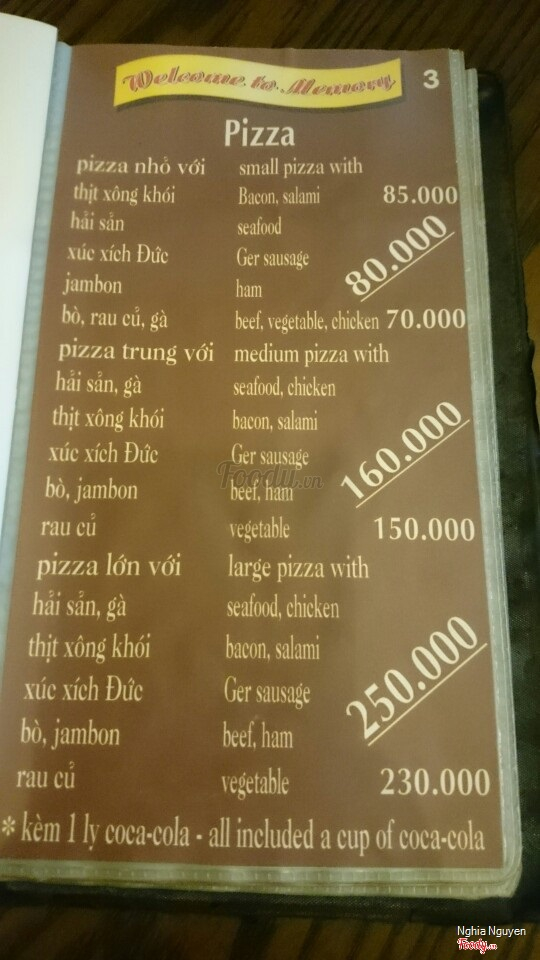 Welcome to Memory 3
Pizza
pizza nhỏ với small pizza with
thịt xông khói Bacon, salami 85.000
hải sản seafood
xúc xích Đức Ger sausage 80.000
jambon ham
bò, rau củ, gà beef, vegetable, chicken 70.000
pizza trung với medium pizza with
hải sản, gà seafood, chicken
thịt xông khói bacon, salami
xúc xích Đức Ger sausage 160.000
Foody.vn
bò, jambon beef, ham
rau củ vegetable 150.000
pizza lớn với large pizza with
hải sản, gà seafood, chicken
thịt xông khói bacon, salami
xúc xích Đức Ger sausage 250.000
bò, jambon beef, ham
rau củ vegetable 230.000
* kèm 1 ly coca-cola - all included a cup of coca-cola
Nghia Nguyen
Foody.vn